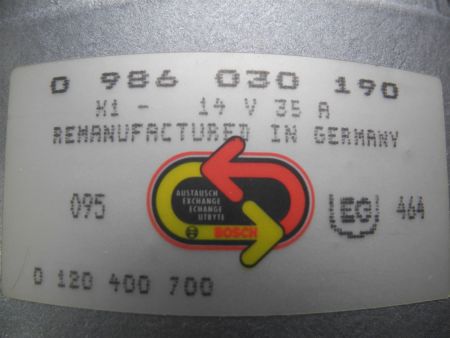 0 986 030 190
K1 - 14 V 35 A
REMANUFACTURED IN GERMANY
AUSTAUSCH
EXCHANGE
ECHANGE
UTBYTE
BOSCH
095
EG 464
0 120 400 700